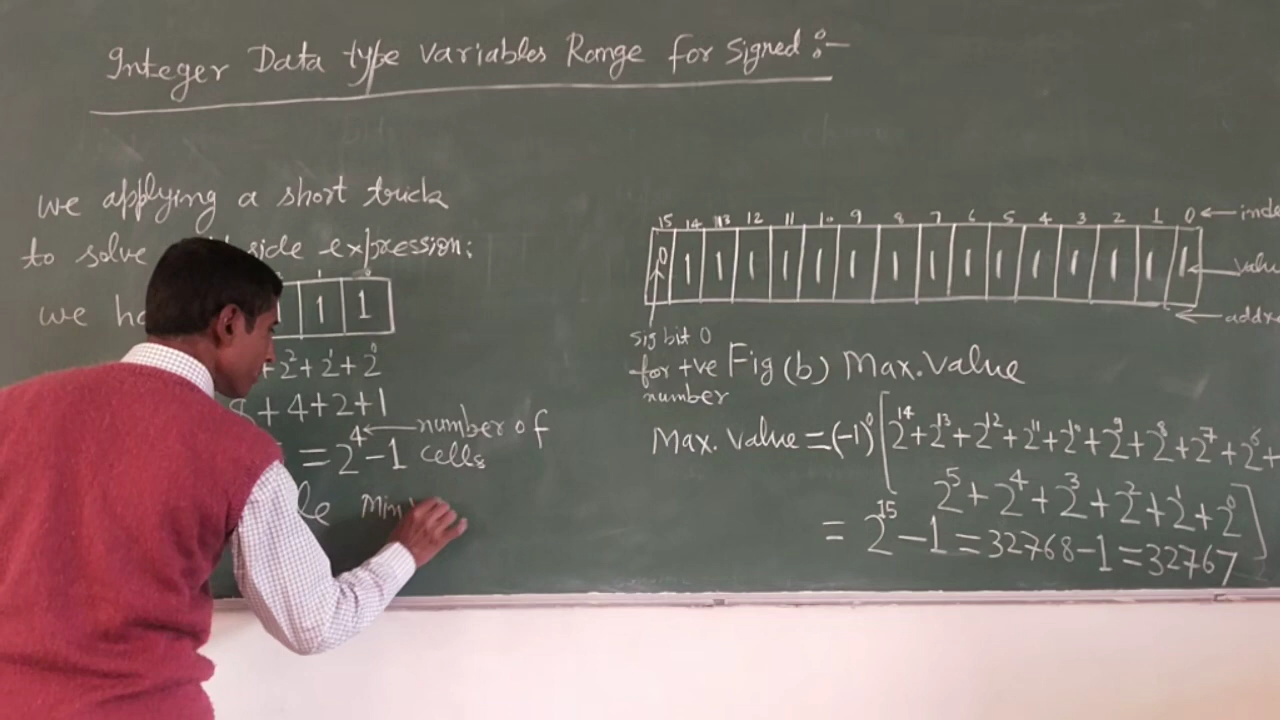 Integer Data type variables Range for Signed :-
we applying a short trick
to solve side expression:
we 1 1
+2²+2¹+2⁰
8+4+2+1
= 2⁴-1 ← number of
cells
Min
15 14 13 12 11 10 9 8 7 6 5 4 3 2 1 0 ←
0 1 1 1 1 1 1 1 1 1 1 1 1 1 1 1 ←
←
sig bit 0
for +ve
number
Fig (b) Max. Value
Max. Value = (-1)⁰ [2¹⁴+2¹³+2¹²+2¹¹+2¹⁰+2⁹+2⁸+2⁷+2⁶+
2⁵+2⁴+2³+2²+2¹+2⁰]
= 2¹⁵-1=32768-1=32767